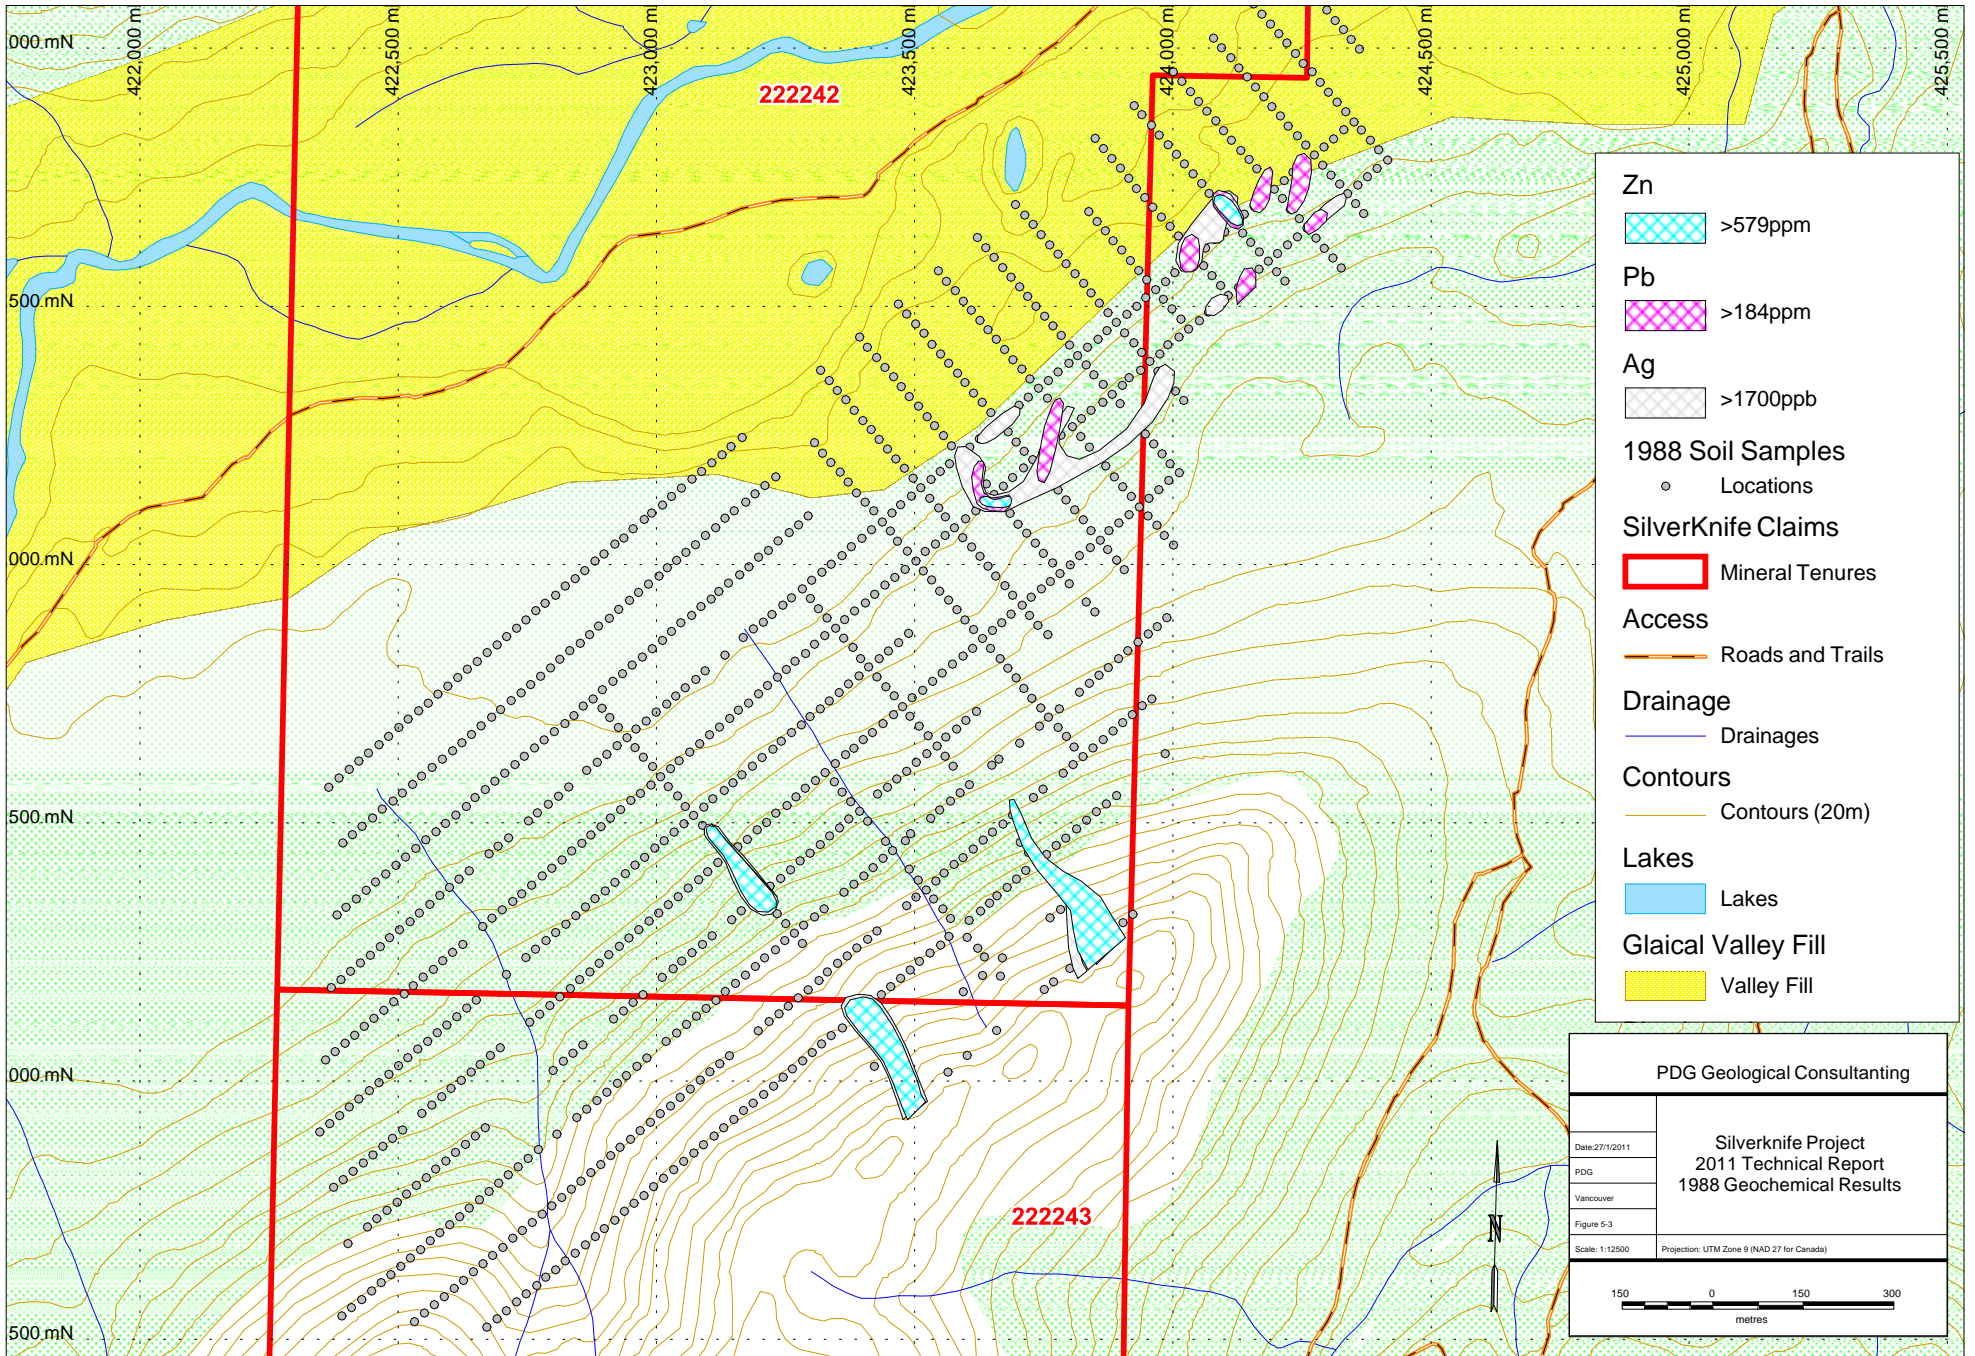 422,000 m
422,500 m
423,000 m
423,500 m
424,000 m
424,500 m
425,000 m
425,500 m
000 mN
500 mN
000 mN
500 mN
000 mN
500 mN
222242
222243
Zn
>579ppm
Pb
>184ppm
Ag
>1700ppb
1988 Soil Samples
Locations
SilverKnife Claims
Mineral Tenures
Access
Roads and Trails
Drainage
Drainages
Contours
Contours (20m)
Lakes
Lakes
Glaical Valley Fill
Valley Fill
PDG Geological Consultanting
Date:27/1/2011
PDG
Vancouver
Figure 5-3
Scale: 1:12500
Silverknife Project
2011 Technical Report
1988 Geochemical Results
Projection: UTM Zone 9 (NAD 27 for Canada)
150 0 150 300
metres
N